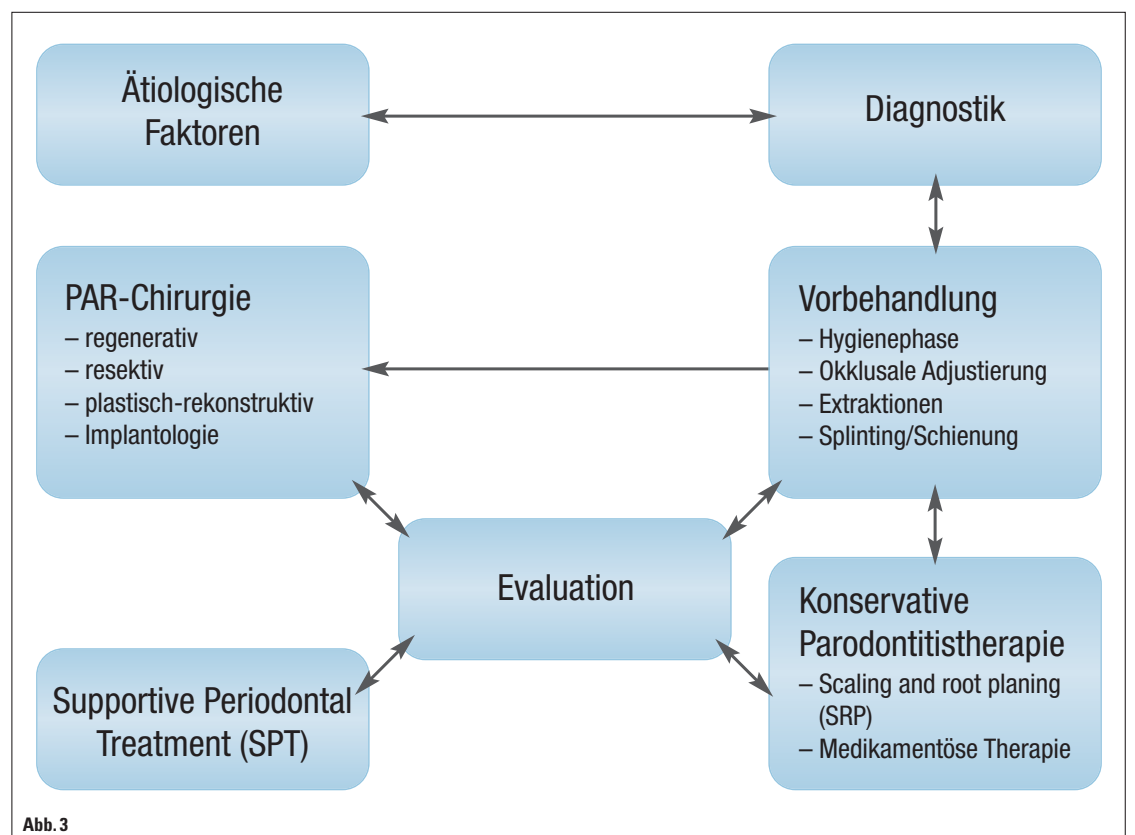 Ätiologische
Faktoren
Diagnostik
PAR-Chirurgie
– regenerativ
– resektiv
– plastisch-rekonstruktiv
– Implantologie
Vorbehandlung
– Hygienephase
– Okklusale Adjustierung
– Extraktionen
– Splinting/Schienung
Evaluation
Konservative
Parodontitistherapie
– Scaling and root planing
(SRP)
– Medikamentöse Therapie
Supportive Periodontal
Treatment (SPT)
Abb. 3